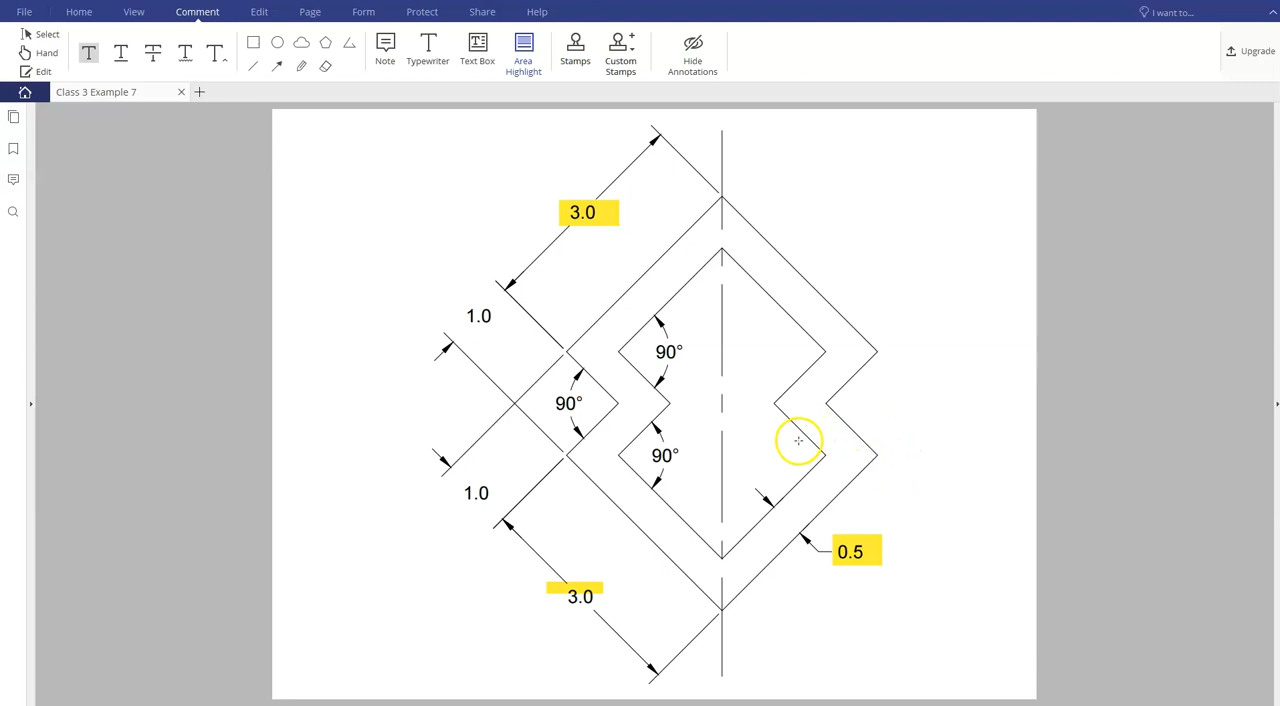 File Home View Comment Edit Page Form Protect Share Help I want to...
Select
Hand
Edit
T T T T T
Note Typewriter Text Box Area Highlight Stamps Custom Stamps Hide Annotations Upgrade
Class 3 Example 7
3.0
1.0
90°
90°
90°
1.0
0.5
3.0